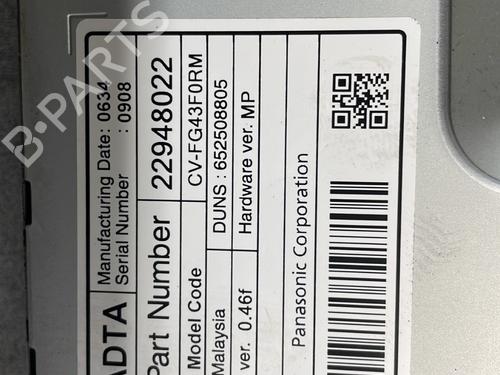 Manufacturing Date: 0634
Serial Number : 0908
ADTA
Part Number 22948022
Model Code CV-FG43F0RM
Malaysia DUNS : 652508805
ver. 0.46f Hardware ver. MP
Panasonic Corporation
B-PARTS